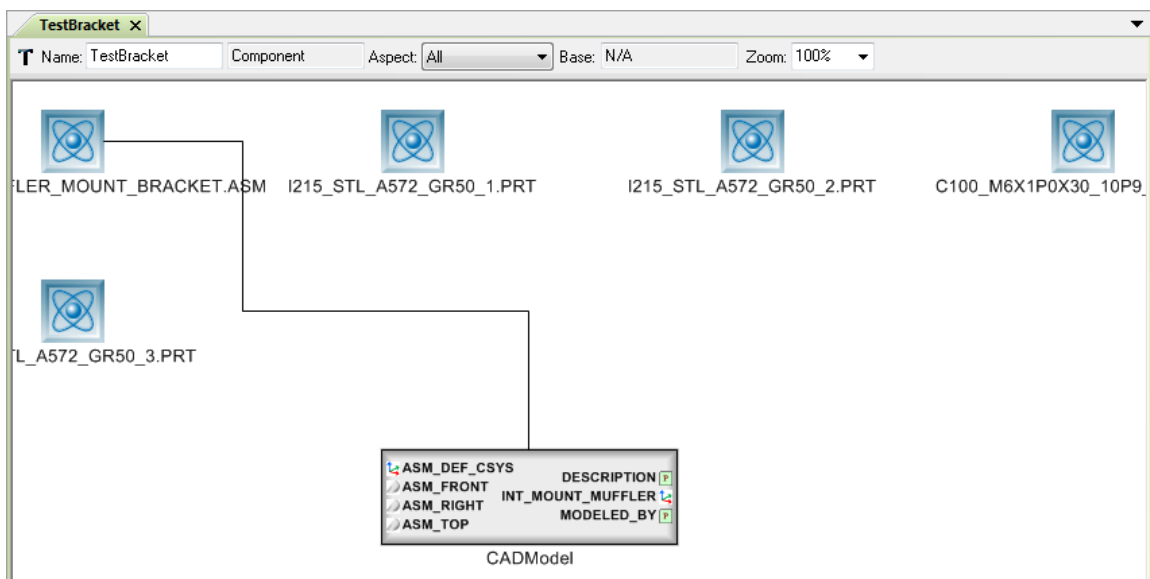 TestBracket
Name: TestBracket Component Aspect: All Base: N/A Zoom: 100%
FLER_MOUNT_BRACKET.ASM I215_STL_A572_GR50_1.PRT I215_STL_A572_GR50_2.PRT C100_M6X1P0X30_10P9_
TL_A572_GR50_3.PRT
ASM_DEF_CSYS
DESCRIPTION P
ASM_FRONT
INT_MOUNT_MUFFLER
ASM_RIGHT
MODELED_BY P
ASM_TOP
CADModel